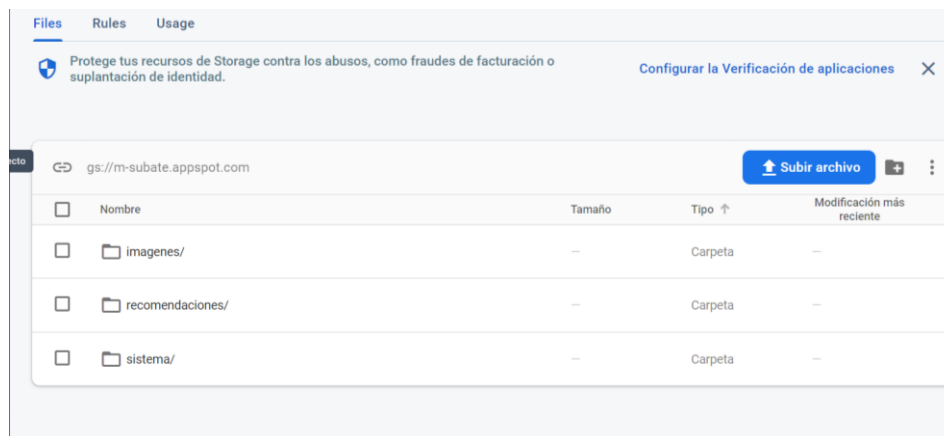 Files Rules Usage
Protege tus recursos de Storage contra los abusos, como fraudes de facturación o
suplantación de identidad.
Configurar la Verificación de aplicaciones
ecto
gs://m-subate.appspot.com
Subir archivo
Nombre Tamaño Tipo Modificación más
reciente
imagenes/ — Carpeta —
recomendaciones/ — Carpeta —
sistema/ — Carpeta —